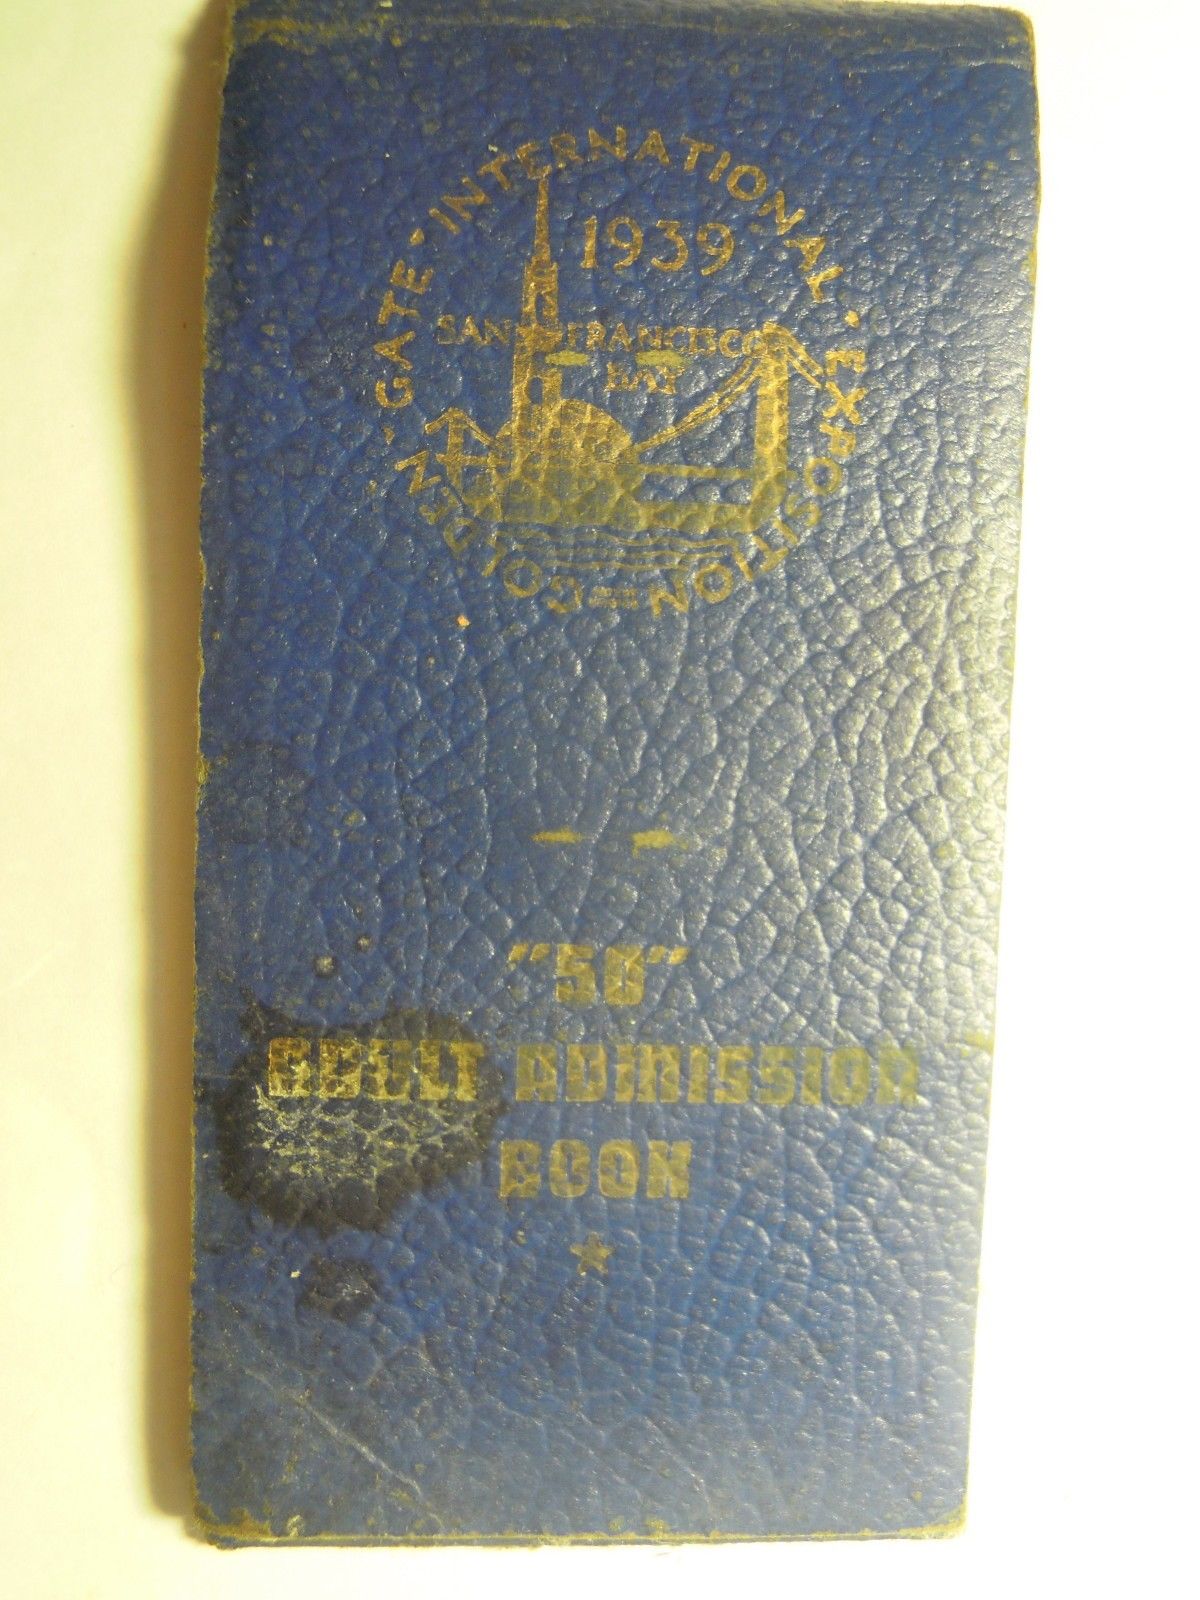 GOLDEN · GATE · INTERNATIONAL · EXPOSITION
1939
SAN FRANCISCO
BAY
"50"
ADULT ADMISSION
BOOK